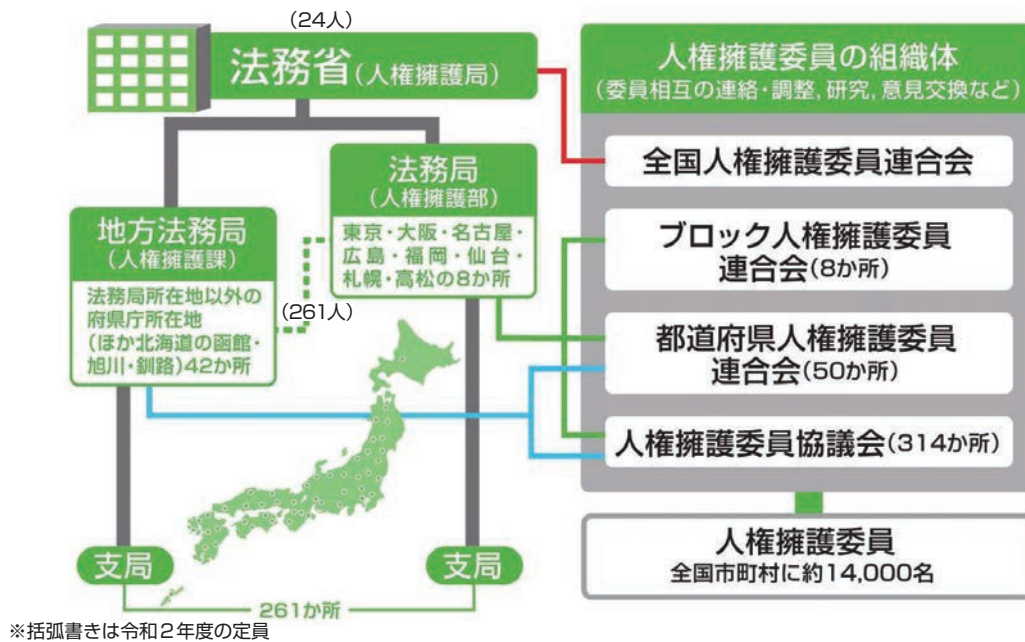 (24人)
法務省(人権擁護局)
法務局
(人権擁護部)
東京・大阪・名古屋・
広島・福岡・仙台・
札幌・高松の8か所
地方法務局
(人権擁護課)
法務局所在地以外の
府県庁所在地
(ほか北海道の函館・
旭川・釧路)42か所
(261人)
支局
支局
261か所
人権擁護委員の組織体
(委員相互の連絡・調整,研究,意見交換など)
全国人権擁護委員連合会
ブロック人権擁護委員
連合会(8か所)
都道府県人権擁護委員
連合会(50か所)
人権擁護委員協議会(314か所)
人権擁護委員
全国市町村に約14,000名
※括弧書きは令和2年度の定員